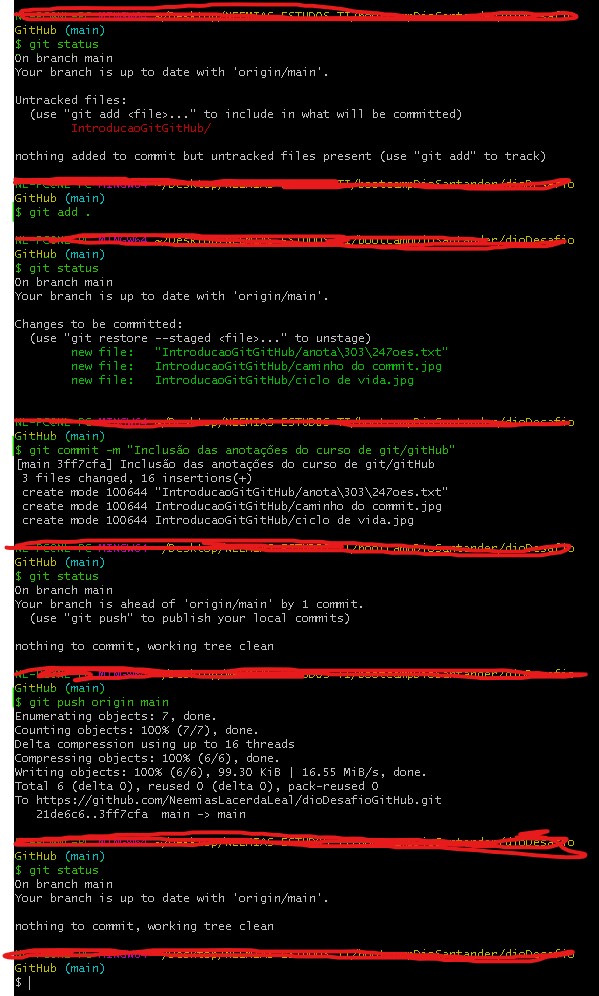 GitHub (main)
$ git status
On branch main
Your branch is up to date with 'origin/main'.
Untracked files:
(use "git add <file>..." to include in what will be committed)
IntroducaoGitGitHub/
nothing added to commit but untracked files present (use "git add" to track)
$ git add .
GitHub (main)
$ git status
On branch main
Your branch is up to date with 'origin/main'.
Changes to be committed:
(use "git restore --staged <file>..." to unstage)
new file:   "IntroducaoGitGitHub/anota\303\247oes.txt"
new file:   IntroducaoGitGitHub/caminho do commit.jpg
new file:   IntroducaoGitGitHub/ciclo de vida.jpg
GitHub (main)
$ git commit -m "Inclusão das anotações do curso de git/gitHub"
[main 3ff7cfa] Inclusão das anotações do curso de git/gitHub
3 files changed, 16 insertions(+)
create mode 100644 "IntroducaoGitGitHub/anota\303\247oes.txt"
create mode 100644 IntroducaoGitGitHub/caminho do commit.jpg
create mode 100644 IntroducaoGitGitHub/ciclo de vida.jpg
GitHub (main)
$ git status
On branch main
Your branch is ahead of 'origin/main' by 1 commit.
(use "git push" to publish your local commits)
nothing to commit, working tree clean
GitHub (main)
$ git push origin main
Enumerating objects: 7, done.
Counting objects: 100% (7/7), done.
Delta compression using up to 16 threads
Compressing objects: 100% (6/6), done.
Writing objects: 100% (6/6), 99.30 KiB | 16.55 MiB/s, done.
Total 6 (delta 0), reused 0 (delta 0), pack-reused 0
To https://github.com/NeemiasLacerdaLeal/dioDesafioGitHub.git
21de6c6..3ff7cfa  main -> main
GitHub (main)
$ git status
On branch main
Your branch is up to date with 'origin/main'.
nothing to commit, working tree clean
GitHub (main)
$